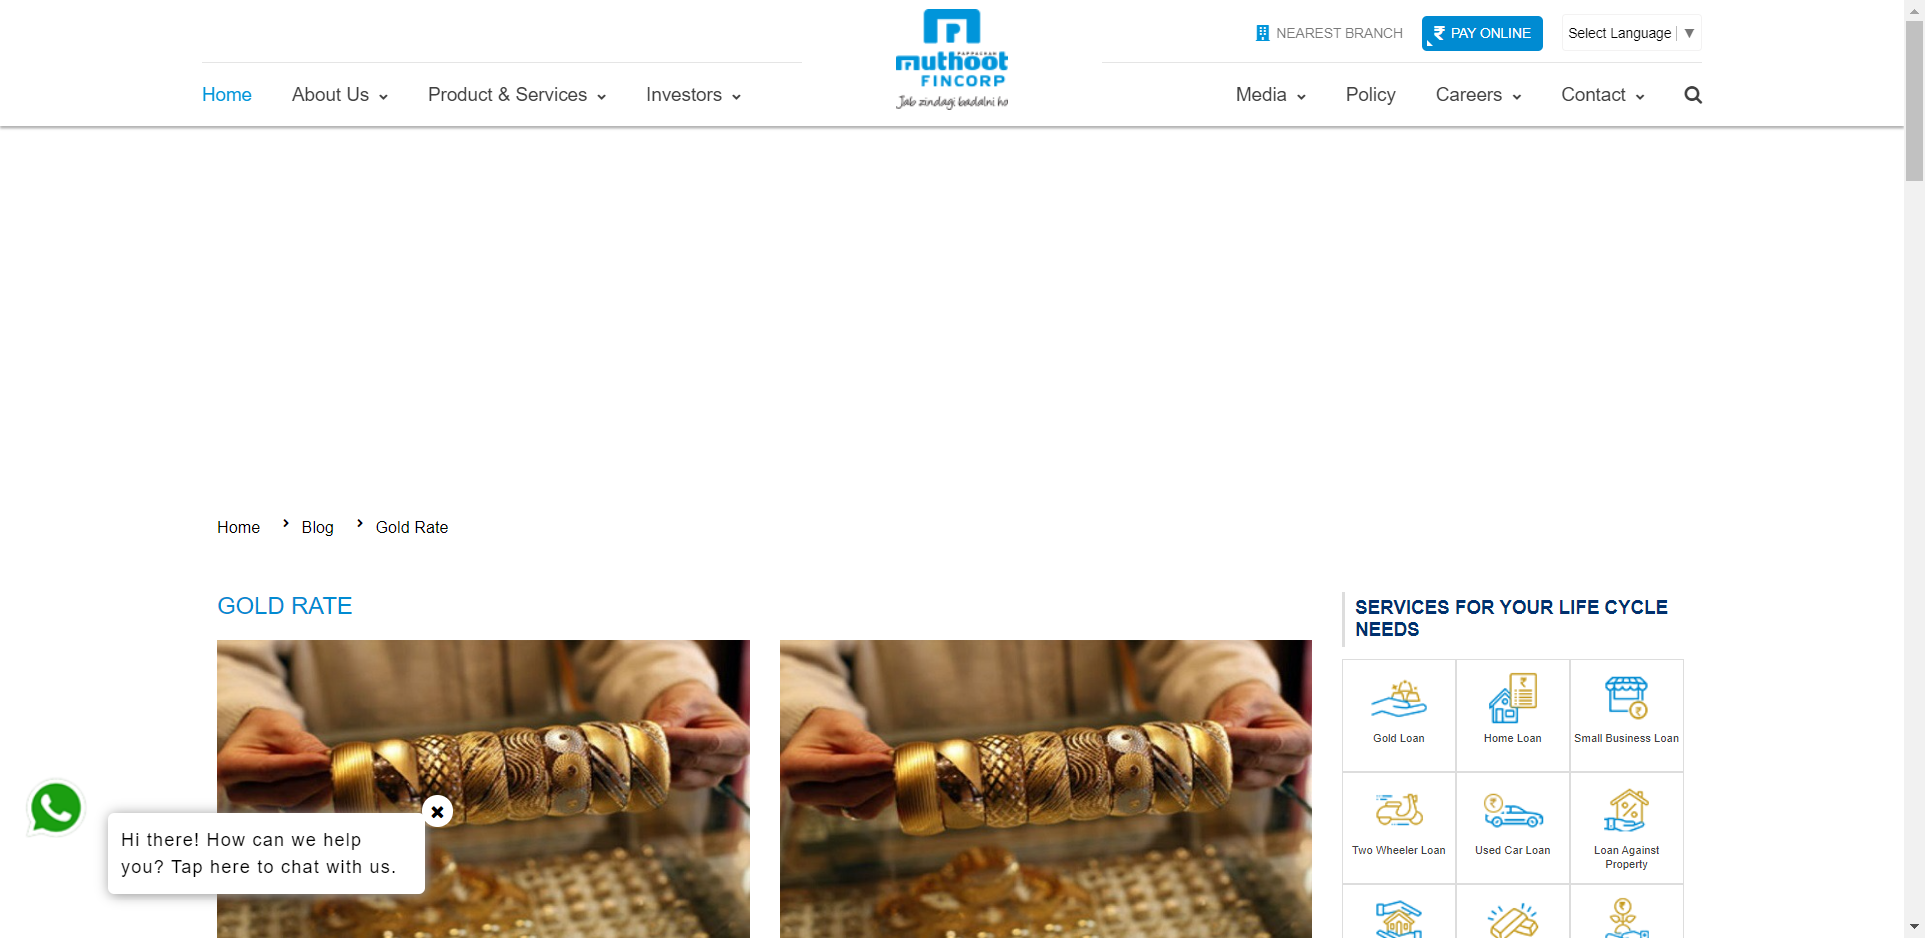 NEAREST BRANCH
PAY ONLINE
Select Language ▼
PAPPACHAN
muthoot
FINCORP
Jab zindagi badalni ho
Home
About Us
Product & Services
Investors
Media
Policy
Careers
Contact
Home > Blog > Gold Rate
GOLD RATE
SERVICES FOR YOUR LIFE CYCLE
NEEDS
Gold Loan
Home Loan
Small Business Loan
Two Wheeler Loan
Used Car Loan
Loan Against
Property
Hi there! How can we help
you? Tap here to chat with us.